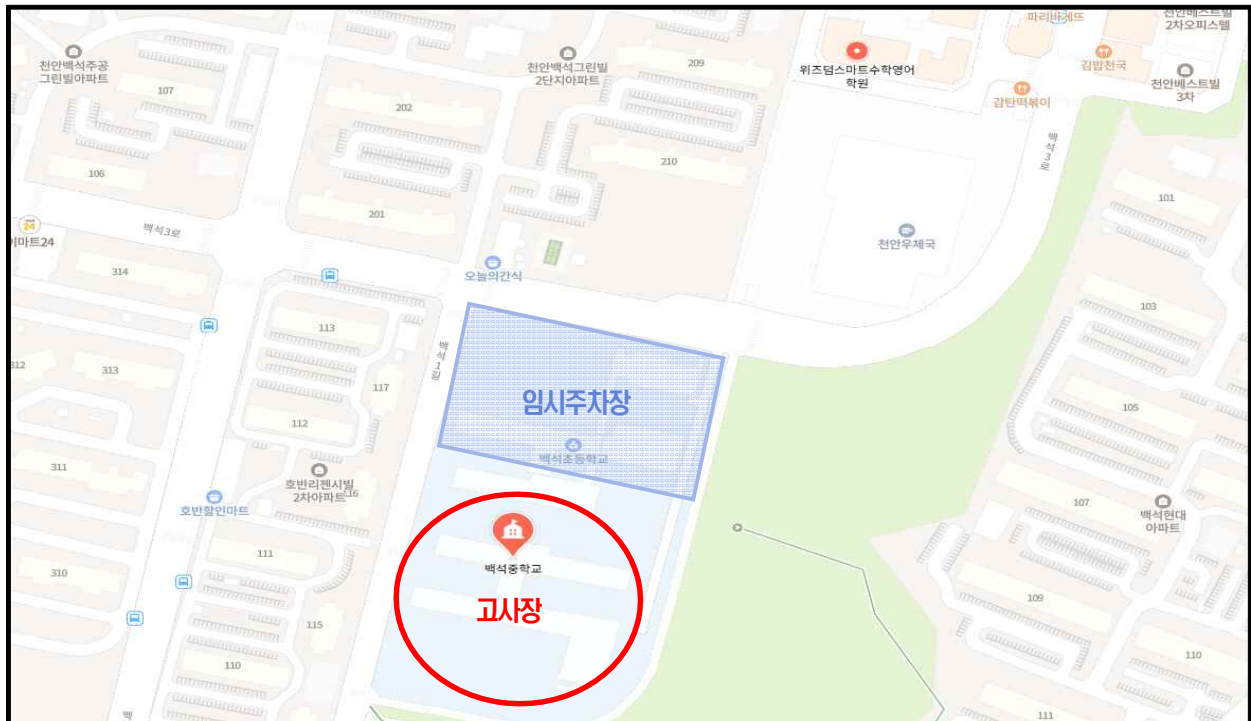 파리바게뜨
천안베스트빌
2차오피스텔
천안백석주공
그린빌아파트
천안백석그린빌
2단지아파트
209
위즈덤스마트수학영어
학원
김밥천국
천안베스트빌
3차
107
202
감탄떡볶이
백석3로
210
106
101
201
24
이마트24
백석3로
천안우체국
314
오늘의간식
103
113
백석1길
312
313
117
임시주차장
105
112
백석초등학교
311
호반리젠시빌
2차아파트
116
호반할인마트
107
백석현대
아파트
111
백석중학교
310
고사장
109
115
110
110
백
111